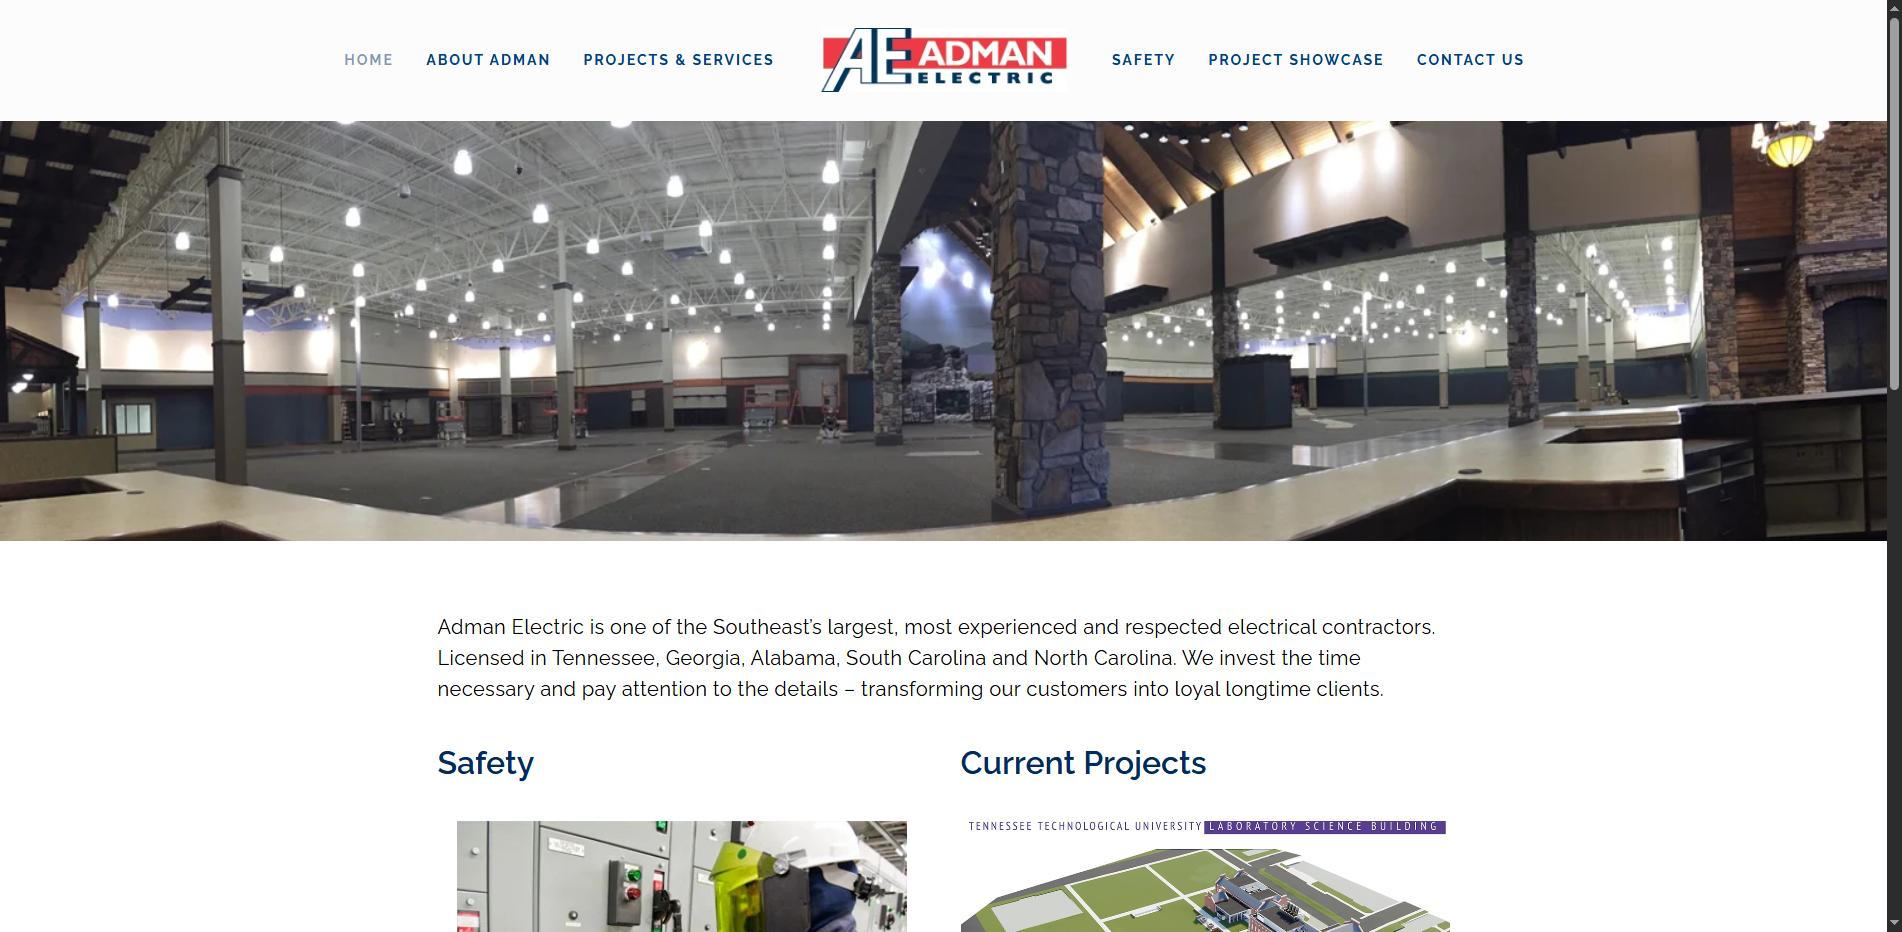 HOME
ABOUT ADMAN
PROJECTS & SERVICES
AE ADMAN
ELECTRIC
SAFETY
PROJECT SHOWCASE
CONTACT US
Adman Electric is one of the Southeast’s largest, most experienced and respected electrical contractors.
Licensed in Tennessee, Georgia, Alabama, South Carolina and North Carolina. We invest the time
necessary and pay attention to the details – transforming our customers into loyal longtime clients.
Safety
Current Projects
TENNESSEE TECHNOLOGICAL UNIVERSITY LABORATORY SCIENCE BUILDING